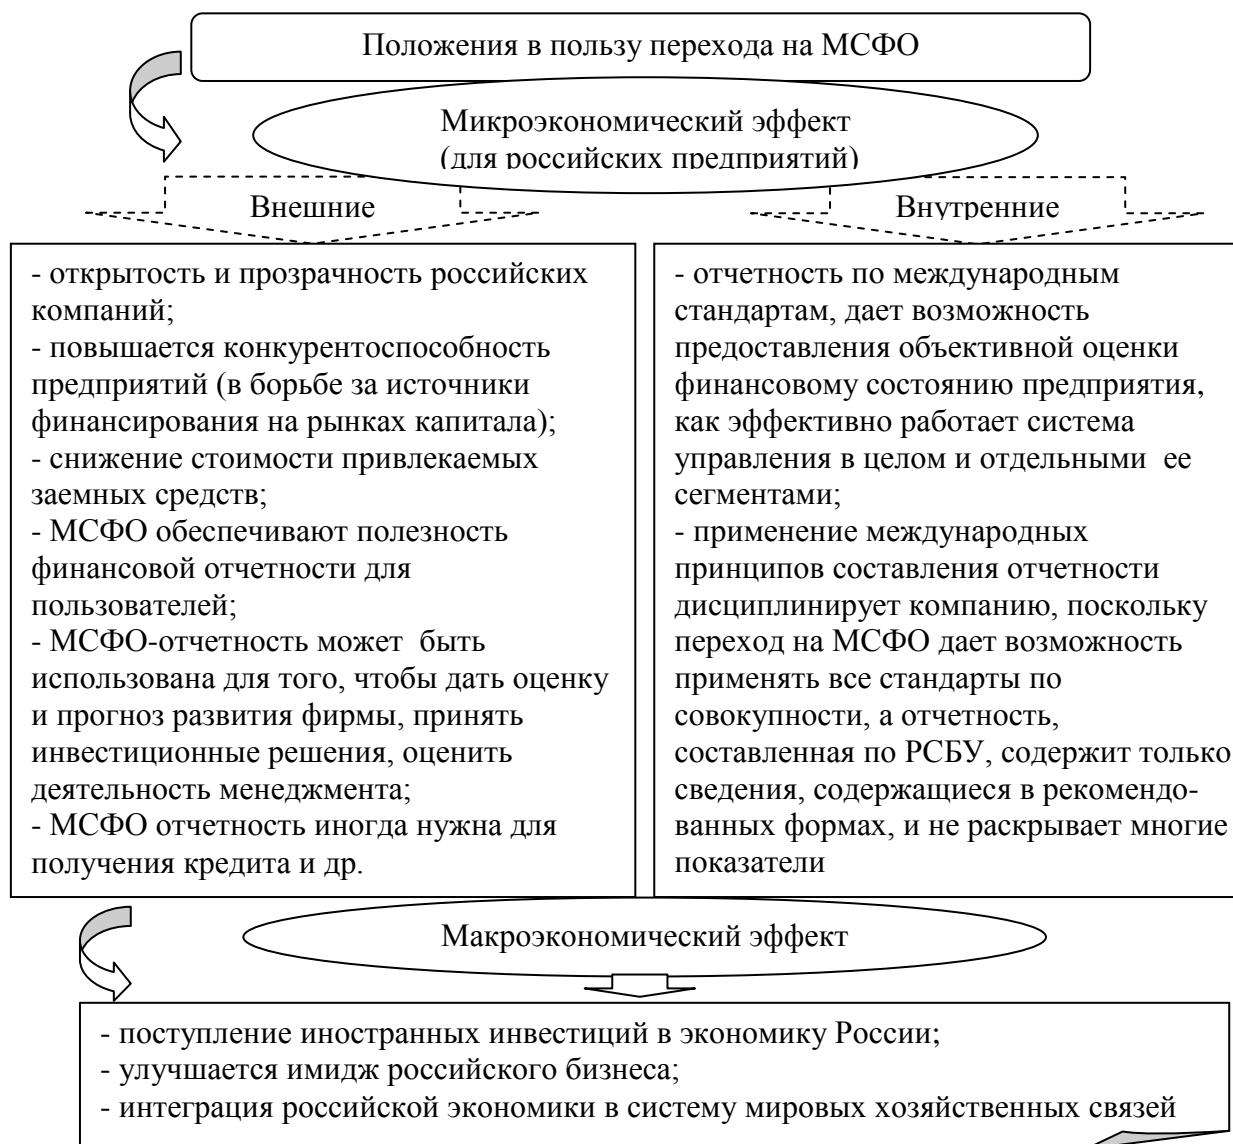 Положения в пользу перехода на МСФО
Микроэкономический эффект
(для российских предприятий)
Внешние
Внутренние
- открытость и прозрачность российских
компаний;
- повышается конкурентоспособность
предприятий (в борьбе за источники
финансирования на рынках капитала);
- снижение стоимости привлекаемых
заемных средств;
- МСФО обеспечивают полезность
финансовой отчетности для
пользователей;
- МСФО-отчетность может  быть
использована для того, чтобы дать оценку
и прогноз развития фирмы, принять
инвестиционные решения, оценить
деятельность менеджмента;
- МСФО отчетность иногда нужна для
получения кредита и др.
- отчетность по международным
стандартам, дает возможность
предоставления объективной оценки
финансовому состоянию предприятия,
как эффективно работает система
управления в целом и отдельными  ее
сегментами;
- применение международных
принципов составления отчетности
дисциплинирует компанию, поскольку
переход на МСФО дает возможность
применять все стандарты по
совокупности, а отчетность,
составленная по РСБУ, содержит только
сведения, содержащиеся в рекомендо-
ванных формах, и не раскрывает многие
показатели
Макроэкономический эффект
- поступление иностранных инвестиций в экономику России;
- улучшается имидж российского бизнеса;
- интеграция российской экономики в систему мировых хозяйственных связей